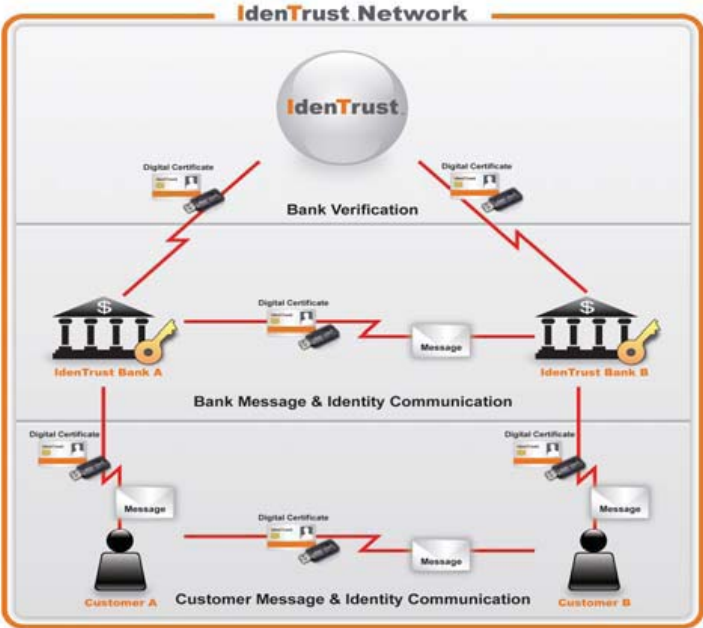 IdenTrust Network
IdenTrust
Digital Certificate
Digital Certificate
Bank Verification
$
$
Digital Certificate
Message
IdenTrust Bank A
IdenTrust Bank B
Bank Message & Identity Communication
Digital Certificate
Digital Certificate
Message
Message
Digital Certificate
Message
Customer A
Customer Message & Identity Communication
Customer B